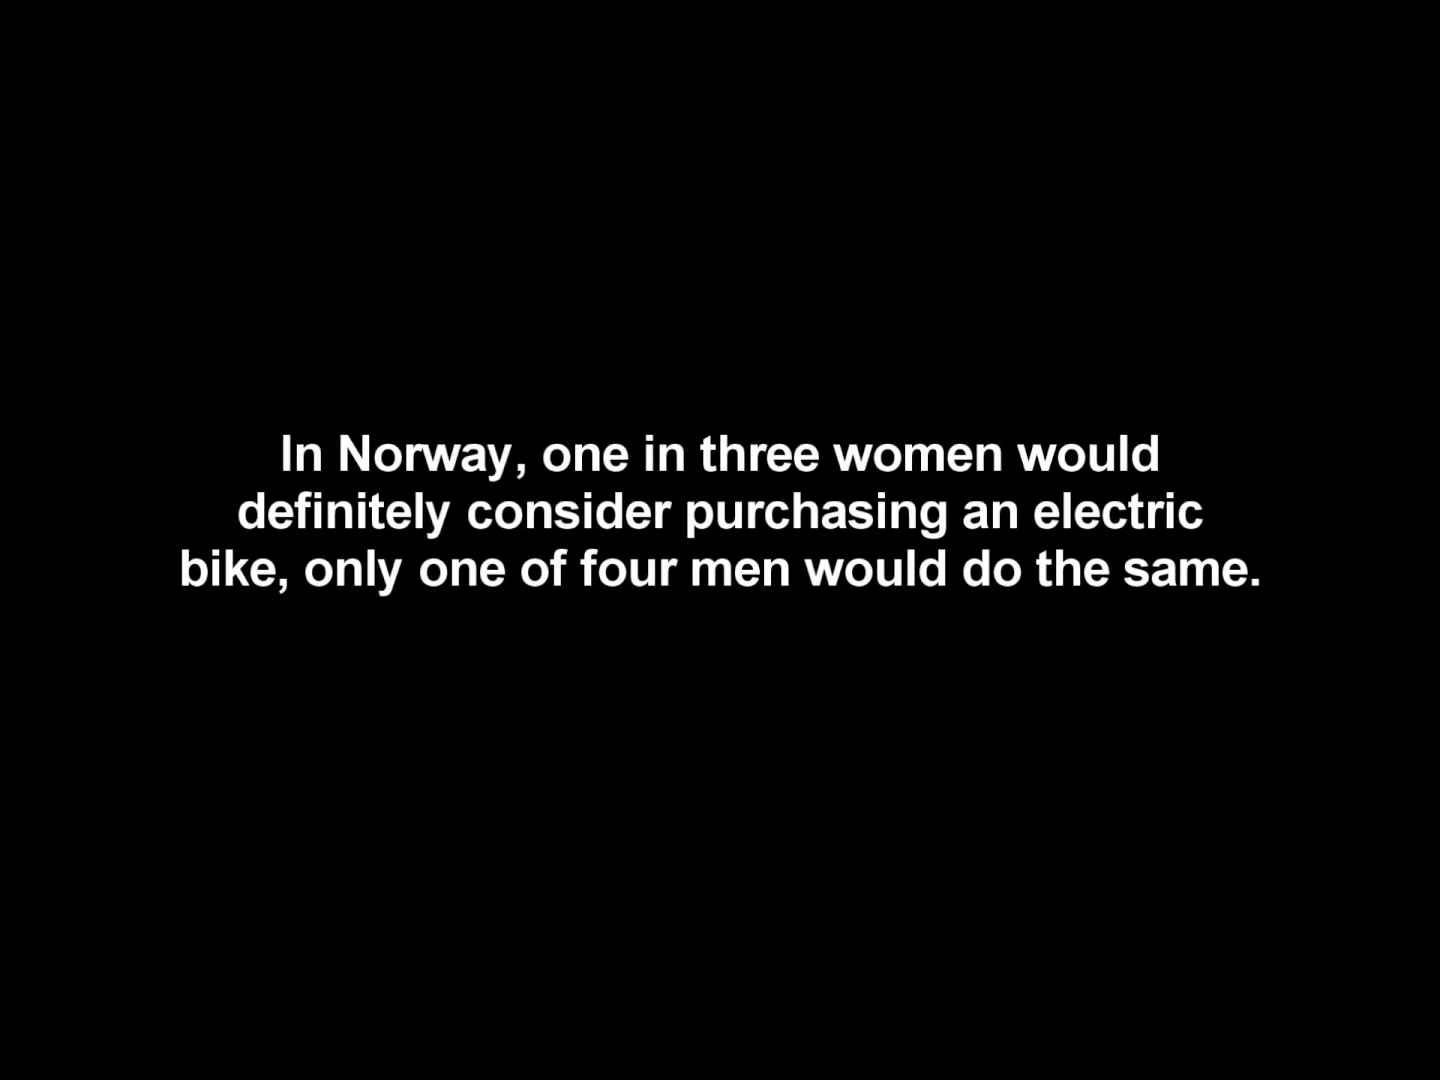 In Norway, one in three women would
definitely consider purchasing an electric
bike, only one of four men would do the same.